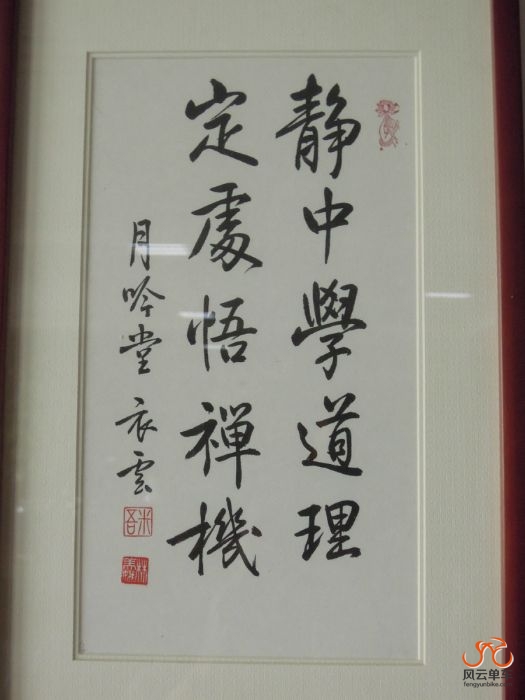 静中學道理
定處悟禪機
月吟堂 衣雲
风云单车
fengyunbike.com